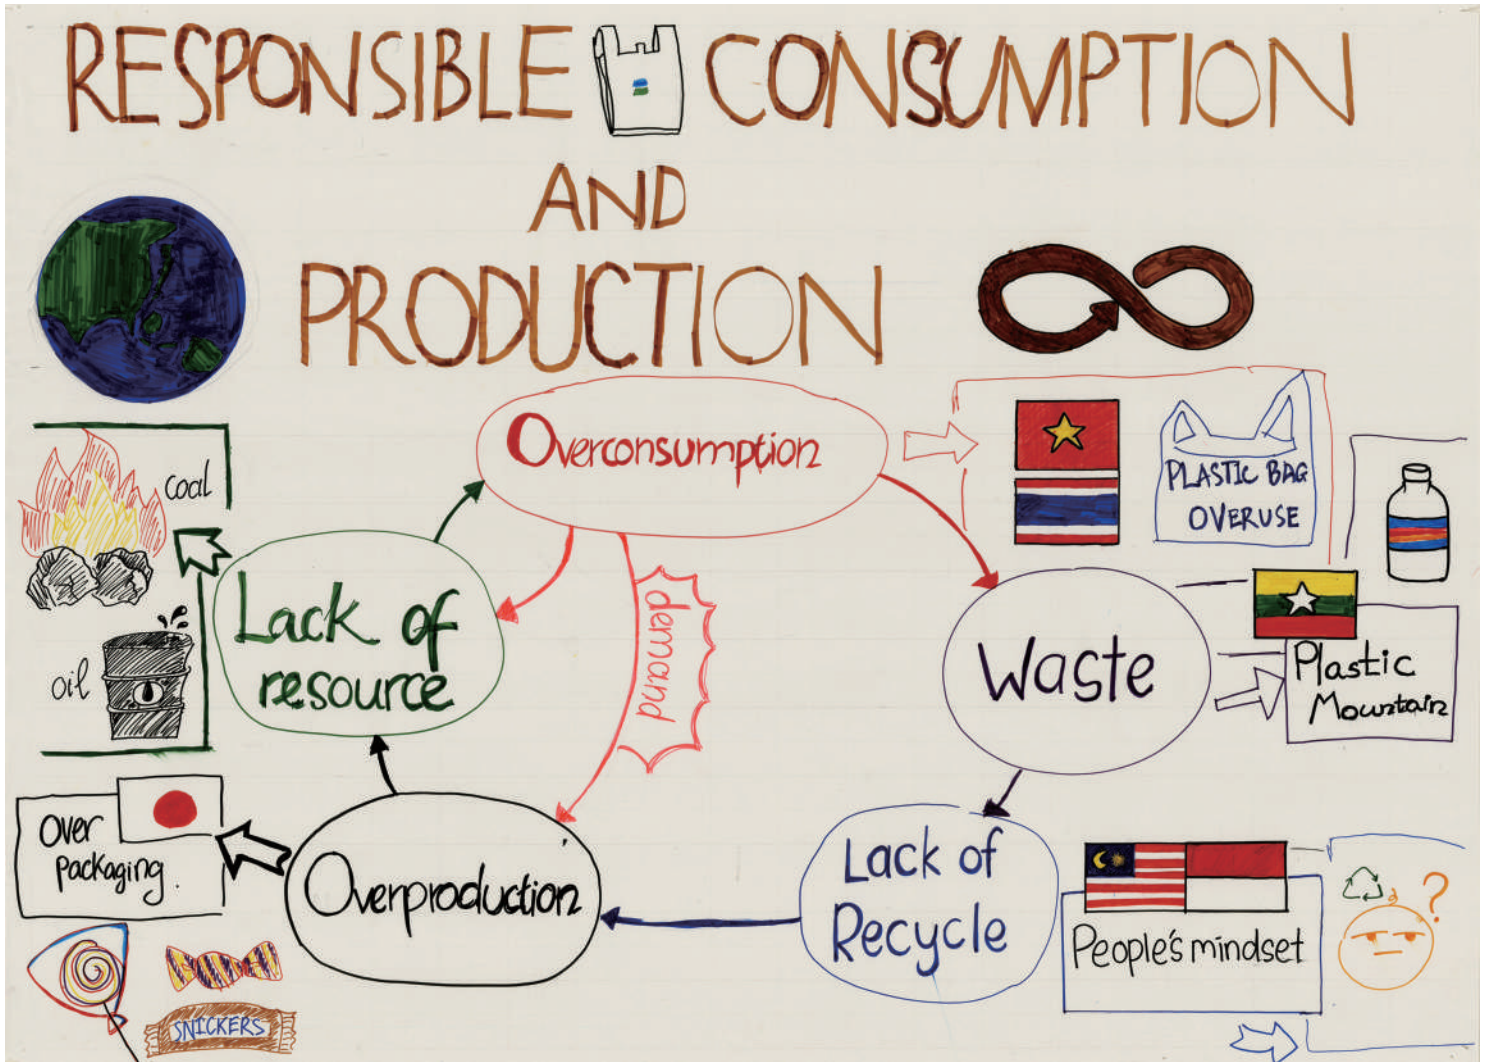 RESPONSIBLE CONSUMPTION
AND
PRODUCTION
Overconsumption
PLASTIC BAG
OVERUSE
coal
Lack of
resource
oil
demand
Waste
Plastic
Mountain
Over
packaging.
Overproduction
Lack of
Recycle
People's mindset
?
SNICKERS